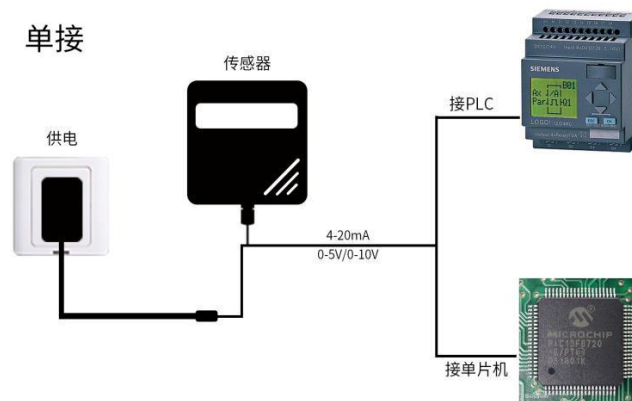 单接
传感器
供电
接PLC
SIEMENS
4-20mA
0-5V/0-10V
MICROCHIP
接单片机